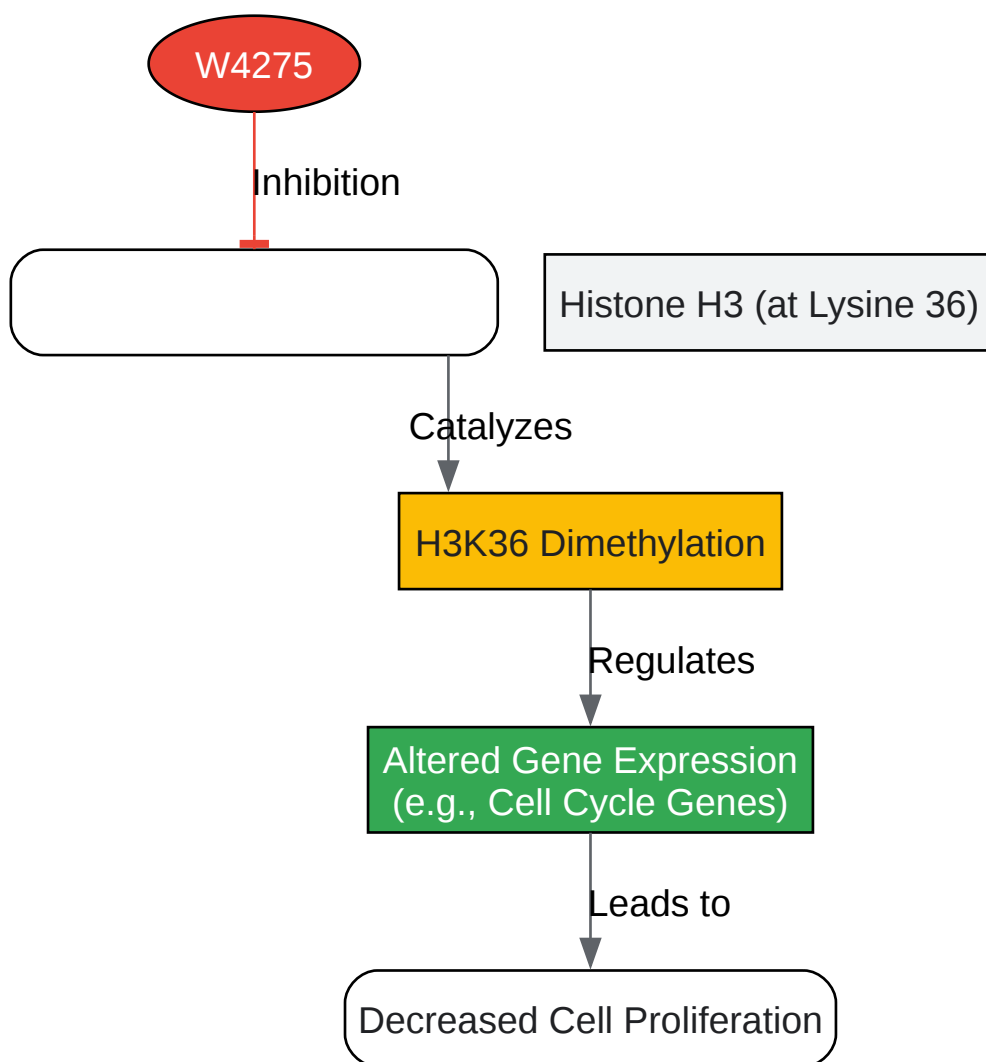 W4275
Inhibition
Histone H3 (at Lysine 36)
Catalyzes
H3K36 Dimethylation
Regulates
Altered Gene Expression
(e.g., Cell Cycle Genes)
Leads to
Decreased Cell Proliferation